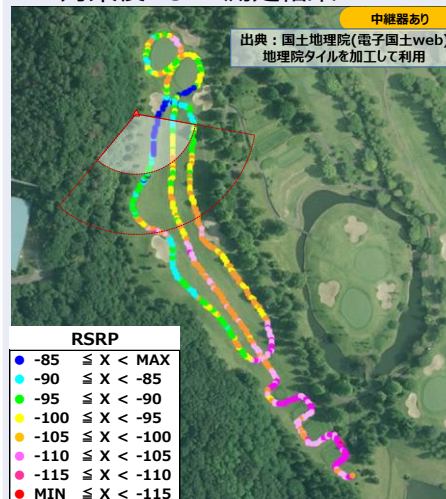 中継器あり
出典：国土地理院(電子国土web)
地理院タイルを加工して利用
RSRP
-85 ≦ X < MAX
-90 ≦ X < -85
-95 ≦ X < -90
-100 ≦ X < -95
-105 ≦ X < -100
-110 ≦ X < -105
-115 ≦ X < -110
MIN ≦ X < -115